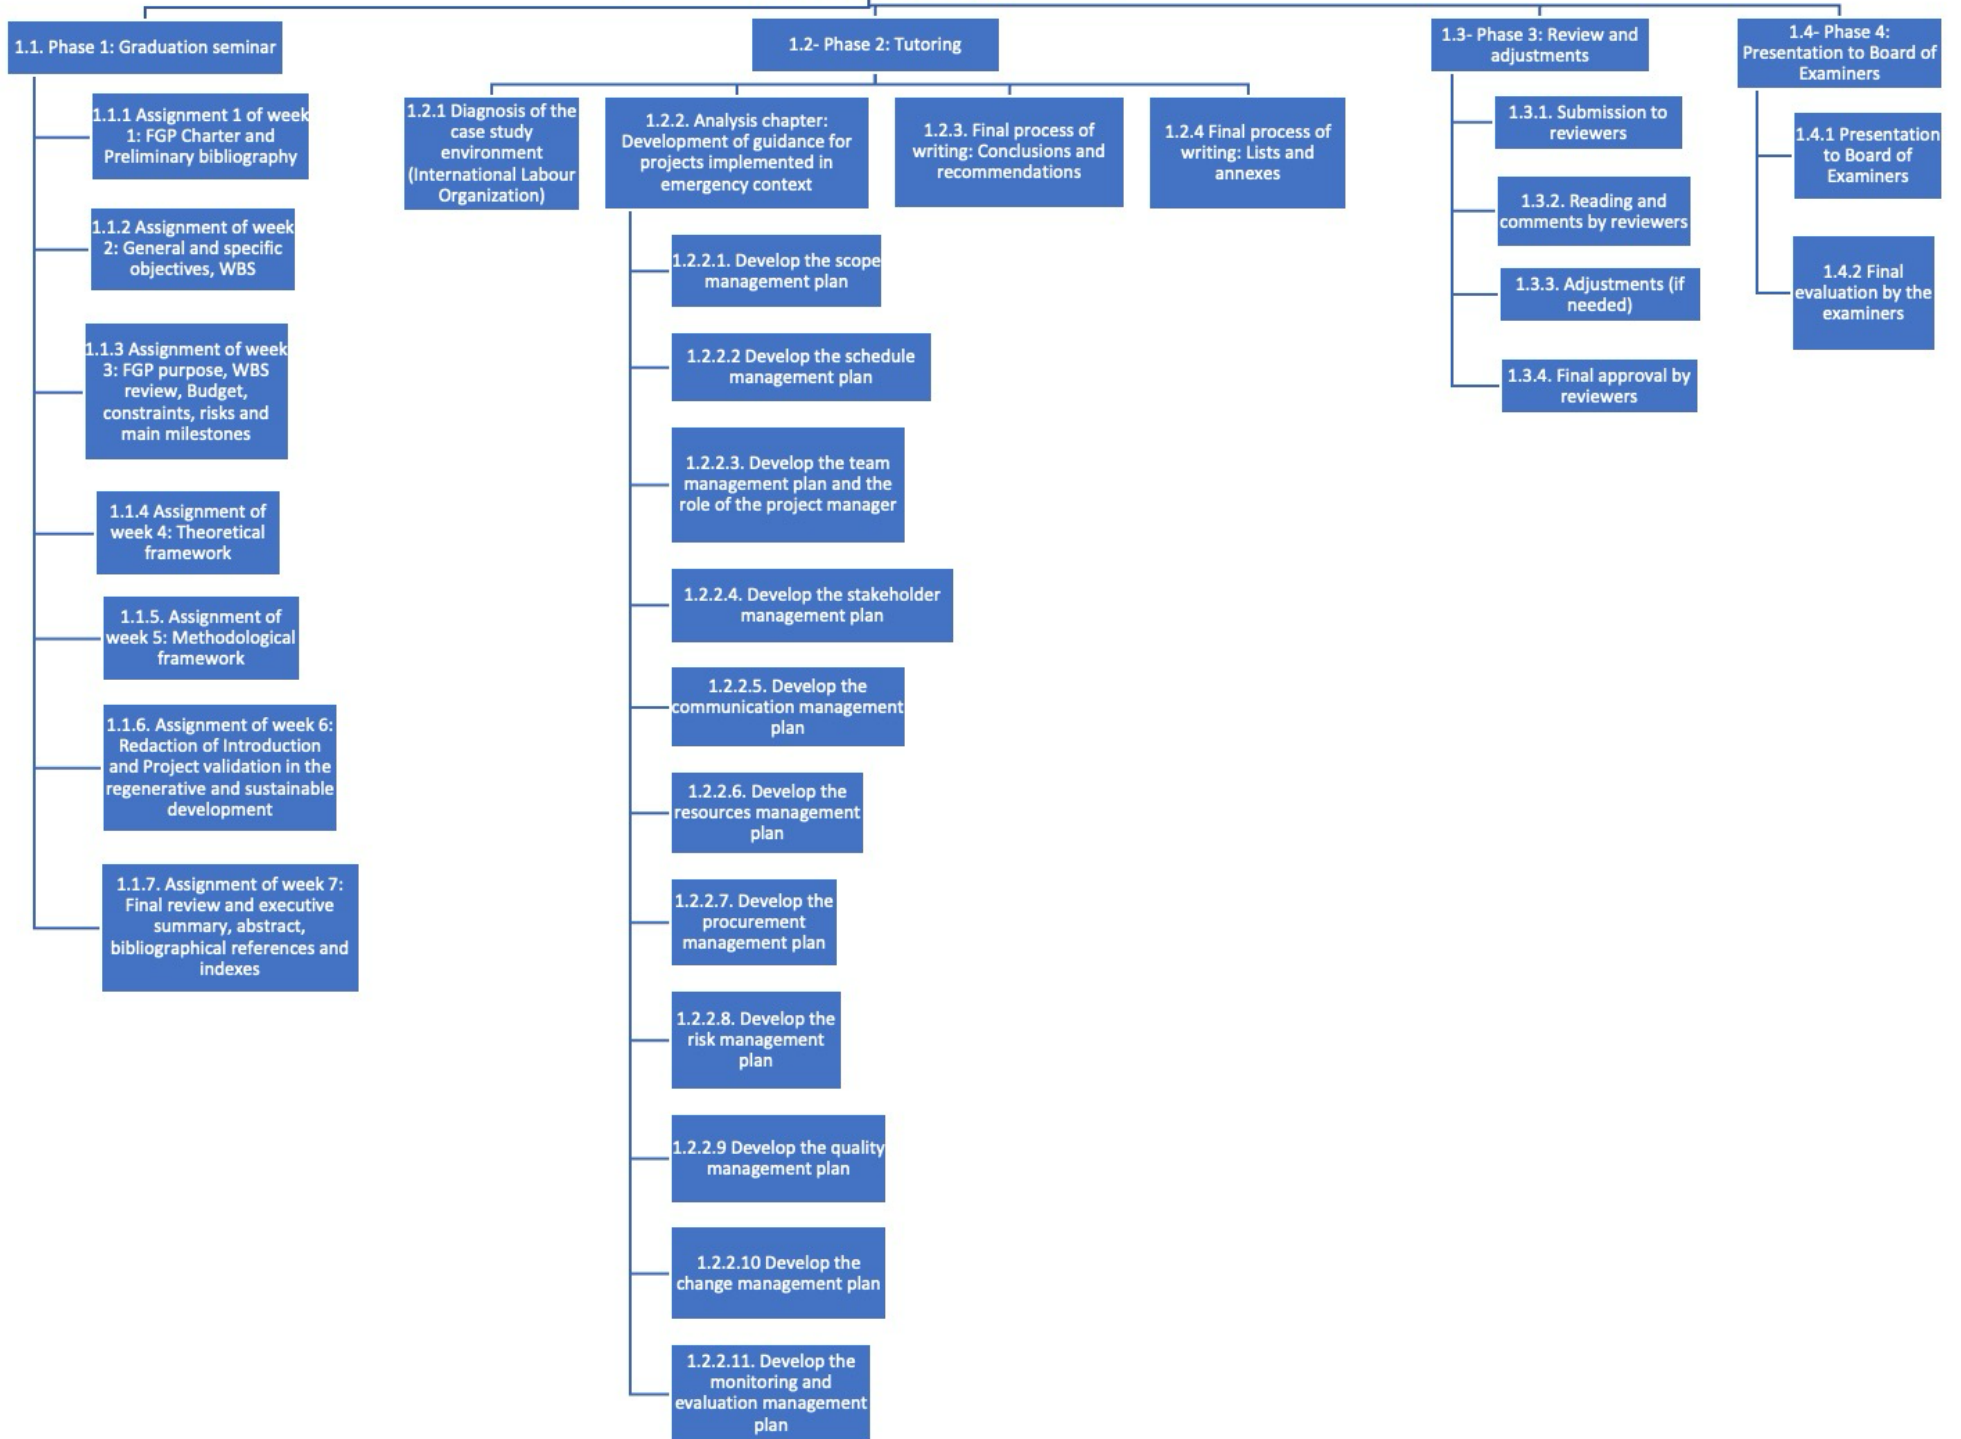 1.1. Phase 1: Graduation seminar
1.1.1 Assignment 1 of week
1: FGP Charter and
Preliminary bibliography
1.1.2 Assignment of week
2: General and specific
objectives, WBS
1.1.3 Assignment of week
3: FGP purpose, WBS
review, Budget,
constraints, risks and
main milestones
1.1.4 Assignment of
week 4: Theoretical
framework
1.1.5. Assignment of
week 5: Methodological
framework
1.1.6. Assignment of week 6:
Redaction of Introduction
and Project validation in the
regenerative and sustainable
development
1.1.7. Assignment of week 7:
Final review and executive
summary, abstract,
bibliographical references and
indexes
1.2- Phase 2: Tutoring
1.2.1 Diagnosis of the
case study
environment
(International Labour
Organization)
1.2.2. Analysis chapter:
Development of guidance for
projects implemented in
emergency context
1.2.2.1. Develop the scope
management plan
1.2.2.2 Develop the schedule
management plan
1.2.2.3. Develop the team
management plan and the
role of the project manager
1.2.2.4. Develop the stakeholder
management plan
1.2.2.5. Develop the
communication management
plan
1.2.2.6. Develop the
resources management
plan
1.2.2.7. Develop the
procurement
management plan
1.2.2.8. Develop the
risk management
plan
1.2.2.9 Develop the quality
management plan
1.2.2.10 Develop the
change management plan
1.2.2.11. Develop the
monitoring and
evaluation management
plan
1.2.3. Final process of
writing: Conclusions and
recommendations
1.2.4 Final process of
writing: Lists and
annexes
1.3- Phase 3: Review and
adjustments
1.3.1. Submission to
reviewers
1.3.2. Reading and
comments by reviewers
1.3.3. Adjustments (if
needed)
1.3.4. Final approval by
reviewers
1.4- Phase 4:
Presentation to Board of
Examiners
1.4.1 Presentation
to Board of
Examiners
1.4.2 Final
evaluation by the
examiners